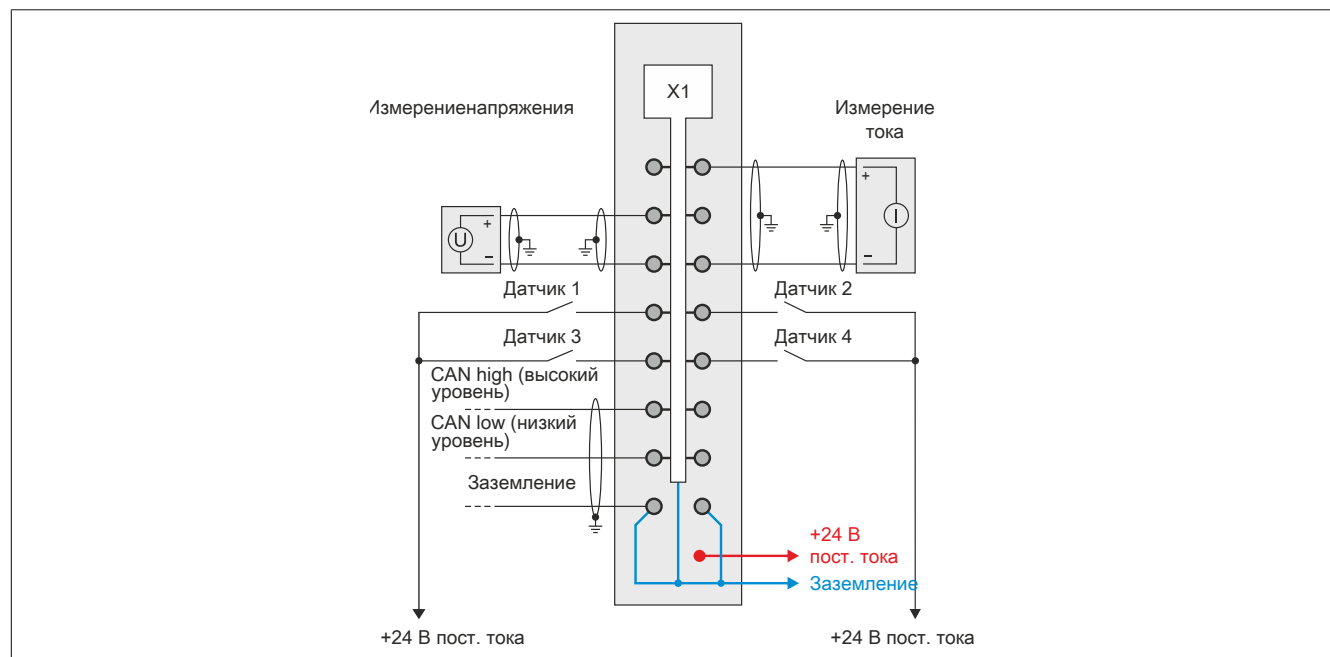 X1
Измерениенапряжения
Измерение
тока
+
I
–
U
+
–
Датчик 1
Датчик 2
Датчик 3
Датчик 4
CAN high (высокий
уровень)
CAN low (низкий
уровень)
Заземление
+24 В
пост. тока
Заземление
+24 В пост. тока
+24 В пост. тока